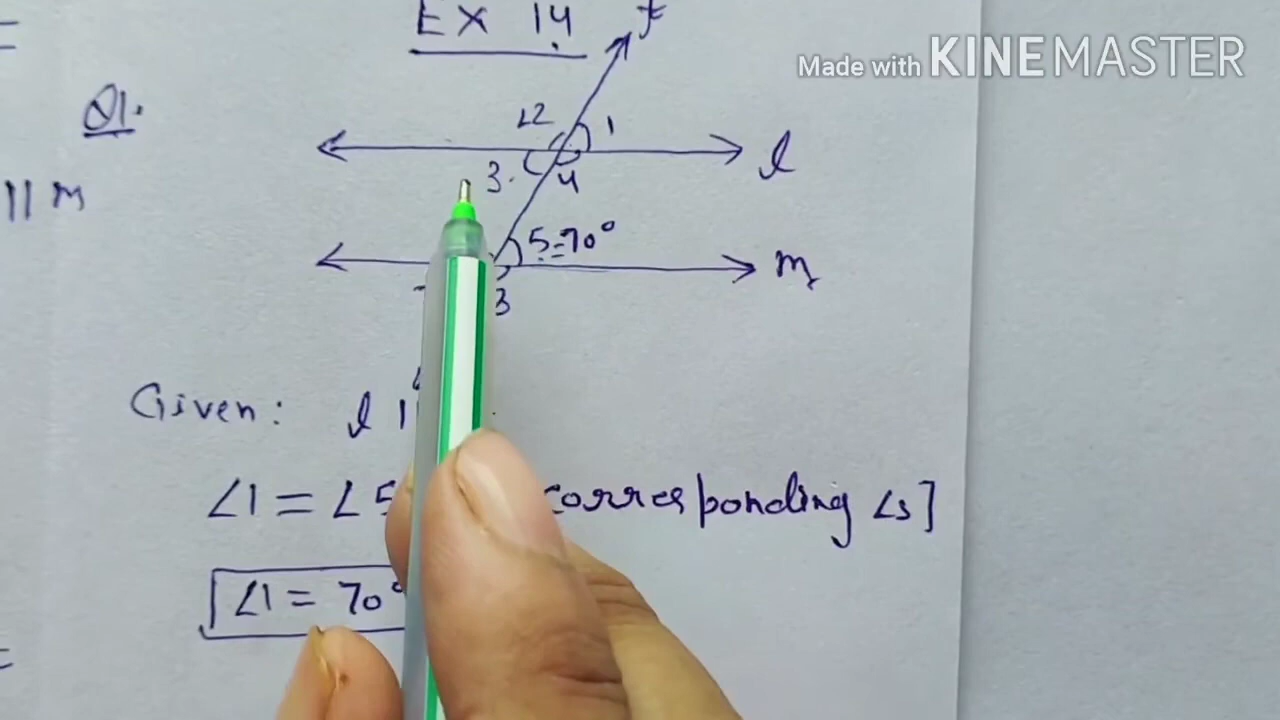 EX 14
t
Made with KINEMASTER
Q1.
∠2
1
l
3.
4
|| m
5=70°
m
3
Given: l ||
∠1 = ∠5 corresponding ∠s]
∠1 = 70°